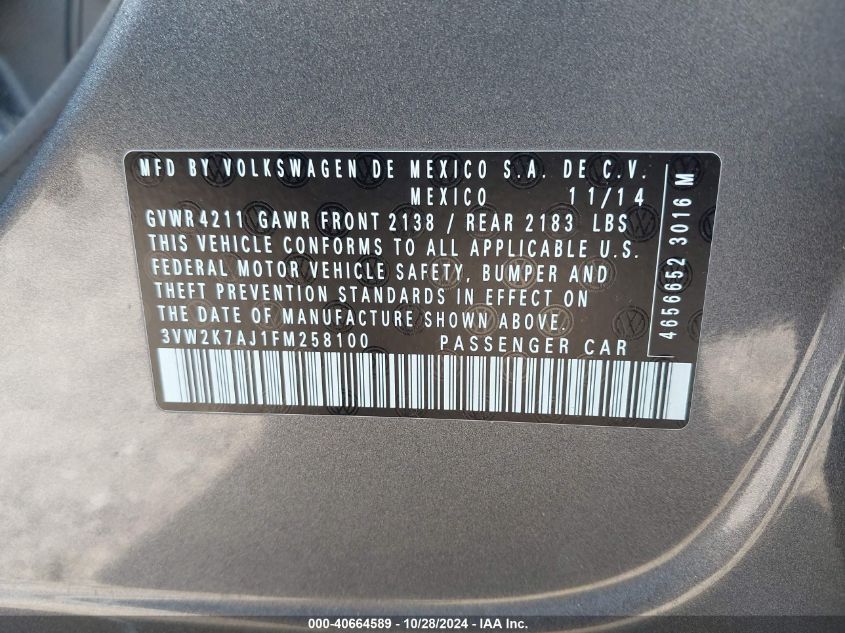 MFD BY VOLKSWAGEN DE MEXICO S.A. DE C.V.
MEXICO 11/14
GVWR 4211 GAWR FRONT 2138 / REAR 2183 LBS
THIS VEHICLE CONFORMS TO ALL APPLICABLE U.S.
FEDERAL MOTOR VEHICLE SAFETY, BUMPER AND
THEFT PREVENTION STANDARDS IN EFFECT ON
THE DATE OF MANUFACTURE SHOWN ABOVE.
3VW2K7AJ1FM258100 PASSENGER CAR
4656652 3016 M
000-40664589 - 10/28/2024 - IAA Inc.